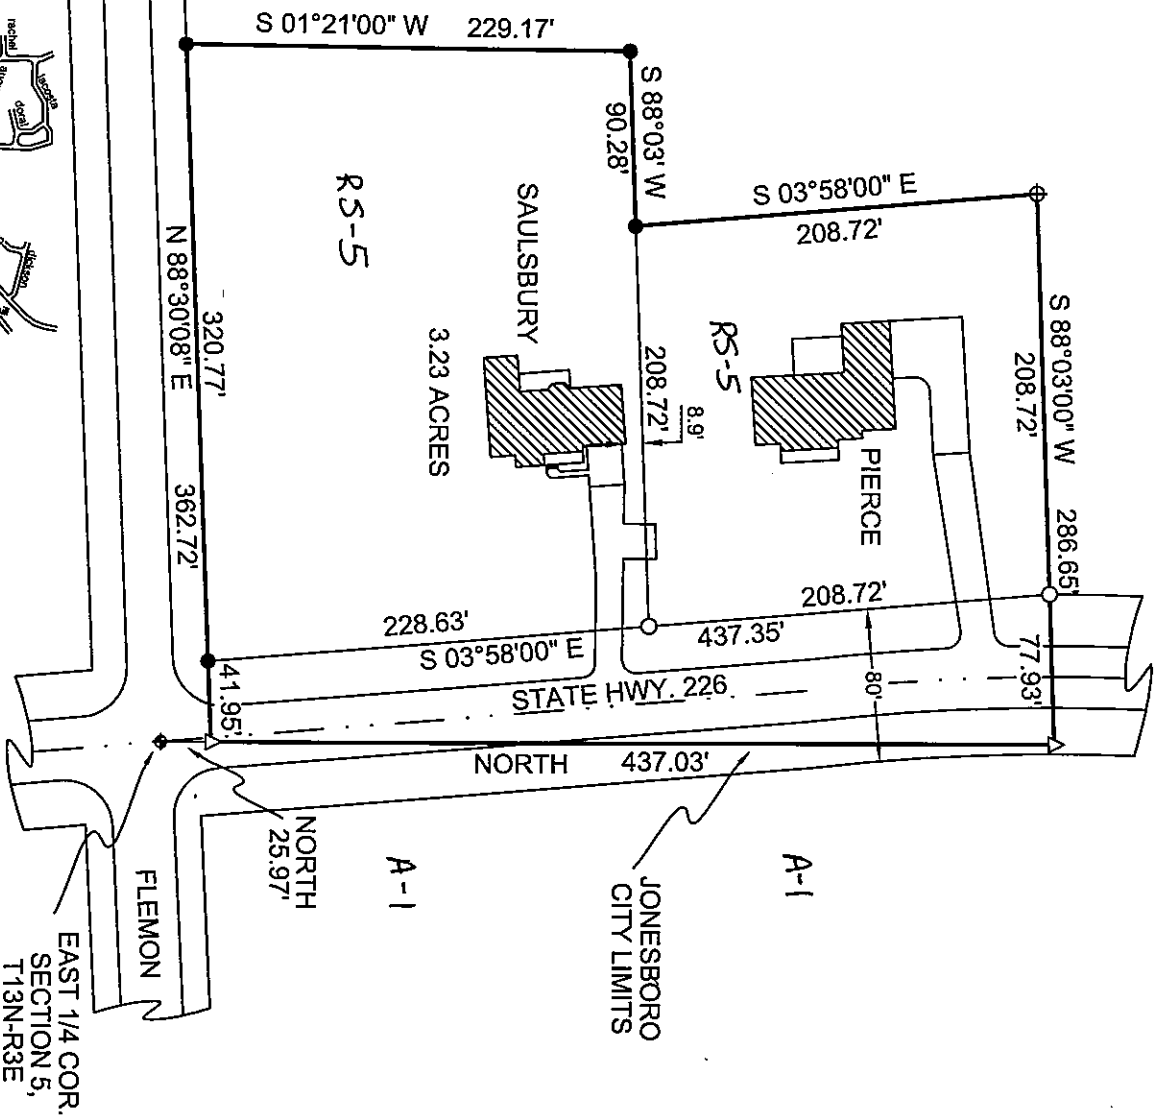 S 01°21'00" W 229.17'
S 88°03' W
90.28'
S 03°58'00" E
208.72'
S 88°03'00" W 286.65'
208.72'
77.93'
rachel
lacosta
doral
dickson
RS-5
SAULSBURY
3.23 ACRES
208.72'
8.9'
RS-5
PIERCE
N 88°30'08" E 362.72'
320.77'
41.95'
228.63'
208.72'
S 03°58'00" E 437.35'
STATE HWY. 226
80'
NORTH 437.03'
NORTH
25.97'
A-1
A-1
JONESBORO
CITY LIMITS
FLEMON
EAST 1/4 COR.
SECTION 5,
T13N-R3E